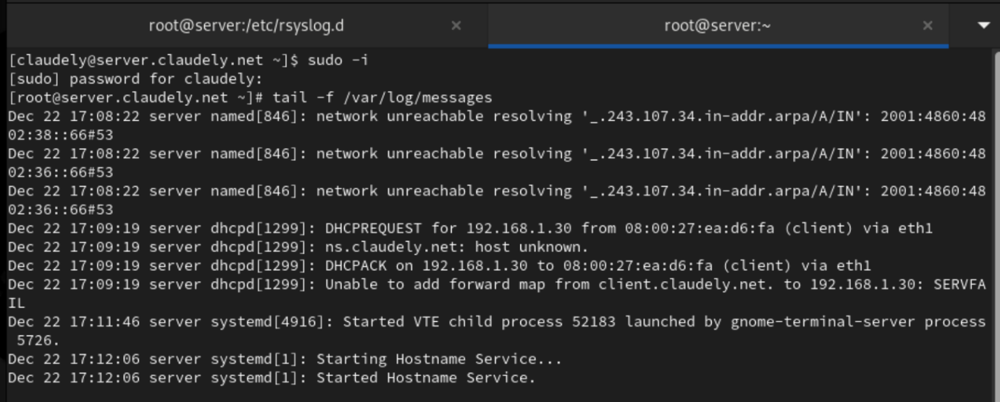 root@server:/etc/rsyslog.d
root@server:~
[claudely@server.claudely.net ~]$ sudo -i
[sudo] password for claudely:
[root@server.claudely.net ~]# tail -f /var/log/messages
Dec 22 17:08:22 server named[846]: network unreachable resolving '_.243.107.34.in-addr.arpa/A/IN': 2001:4860:48
02:38::66#53
Dec 22 17:08:22 server named[846]: network unreachable resolving '_.243.107.34.in-addr.arpa/A/IN': 2001:4860:48
02:36::66#53
Dec 22 17:08:22 server named[846]: network unreachable resolving '_.243.107.34.in-addr.arpa/A/IN': 2001:4860:48
02:36::66#53
Dec 22 17:09:19 server dhcpd[1299]: DHCPREQUEST for 192.168.1.30 from 08:00:27:ea:d6:fa (client) via eth1
Dec 22 17:09:19 server dhcpd[1299]: ns.claudely.net: host unknown.
Dec 22 17:09:19 server dhcpd[1299]: DHCPACK on 192.168.1.30 to 08:00:27:ea:d6:fa (client) via eth1
Dec 22 17:09:19 server dhcpd[1299]: Unable to add forward map from client.claudely.net. to 192.168.1.30: SERVFA
IL
Dec 22 17:11:46 server systemd[4916]: Started VTE child process 52183 launched by gnome-terminal-server process
 5726.
Dec 22 17:12:06 server systemd[1]: Starting Hostname Service...
Dec 22 17:12:06 server systemd[1]: Started Hostname Service.